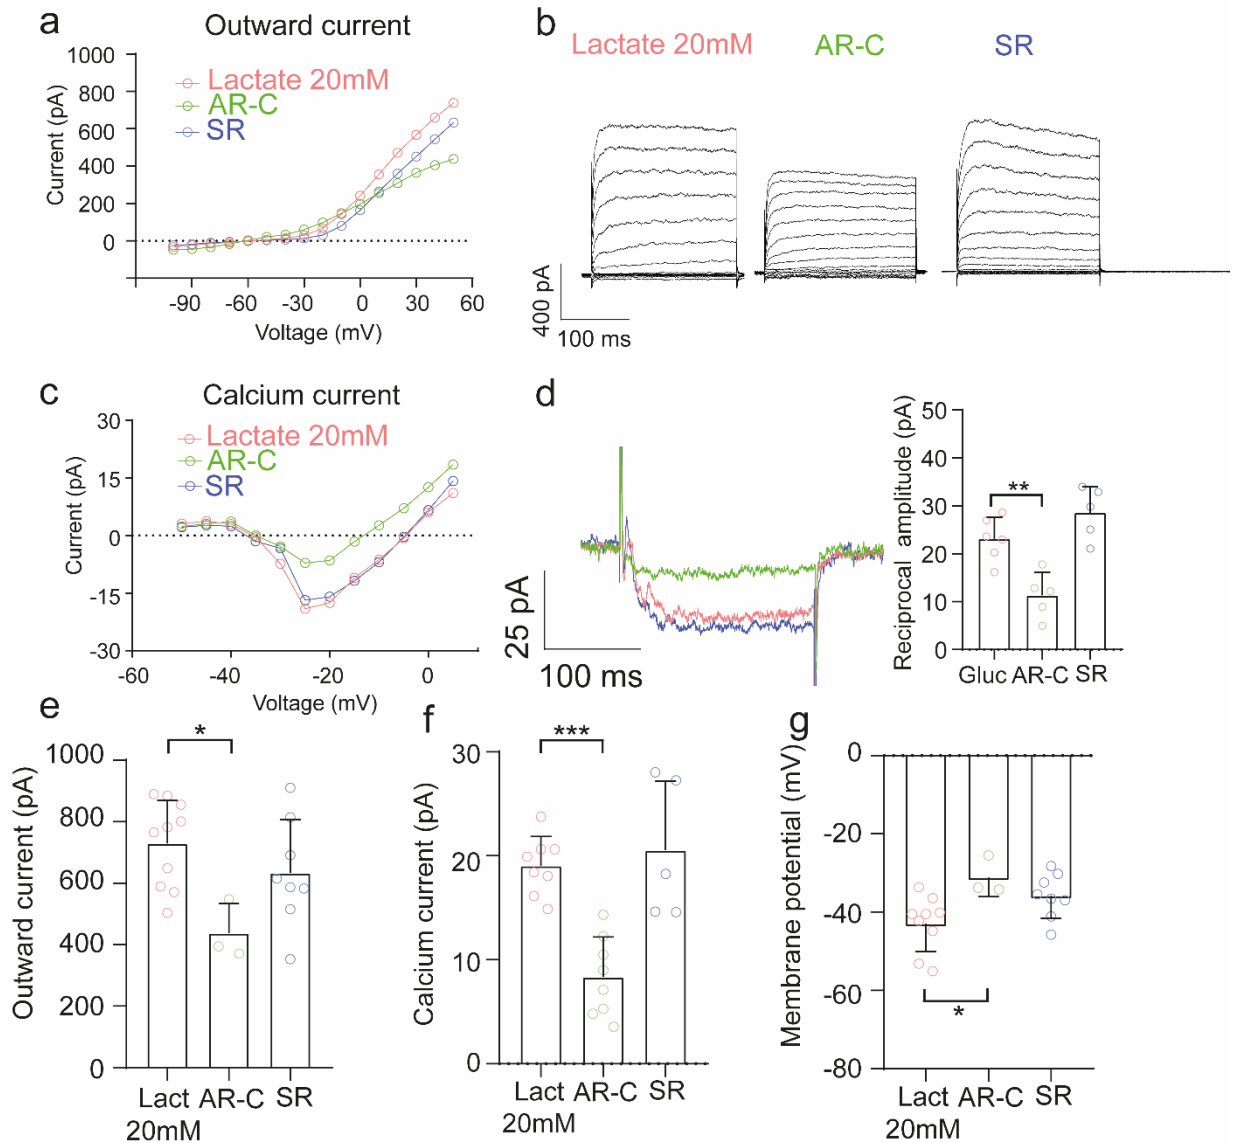 a
Outward current
1000
800
600
400
200
0
Current (pA)
Lactate 20mM
AR-C
SR
-90
-60
-30
0
30
60
Voltage (mV)
b
Lactate 20mM
AR-C
SR
400 pA
100 ms
c
Calcium current
30
15
0
-15
-30
Current (pA)
Lactate 20mM
AR-C
SR
-40
-20
0
Voltage (mV)
d
25 pA
100 ms
50
40
30
20
10
0
Reciprocal amplitude (pA)
**
Gluc AR-C SR
e
1000
800
600
400
200
0
Outward current (pA)
*
Lact AR-C SR
20mM
f
30
20
10
0
Calcium current (pA)
***
Lact AR-C SR
20mM
g
0
-20
-40
-60
-80
Membrane potential (mV)
*
Lact AR-C SR
20mM